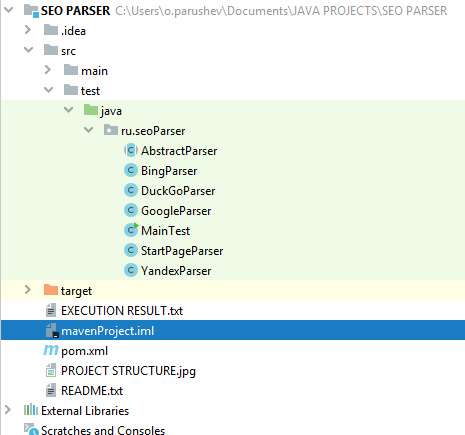 SEO PARSER C:\Users\o.parushev\Documents\JAVA PROJECTS\SEO PARSER
.idea
src
main
test
java
ru.seoParser
AbstractParser
BingParser
DuckGoParser
GoogleParser
MainTest
StartPageParser
YandexParser
target
EXECUTION RESULT.txt
mavenProject.iml
pom.xml
PROJECT STRUCTURE.jpg
README.txt
External Libraries
Scratches and Consoles